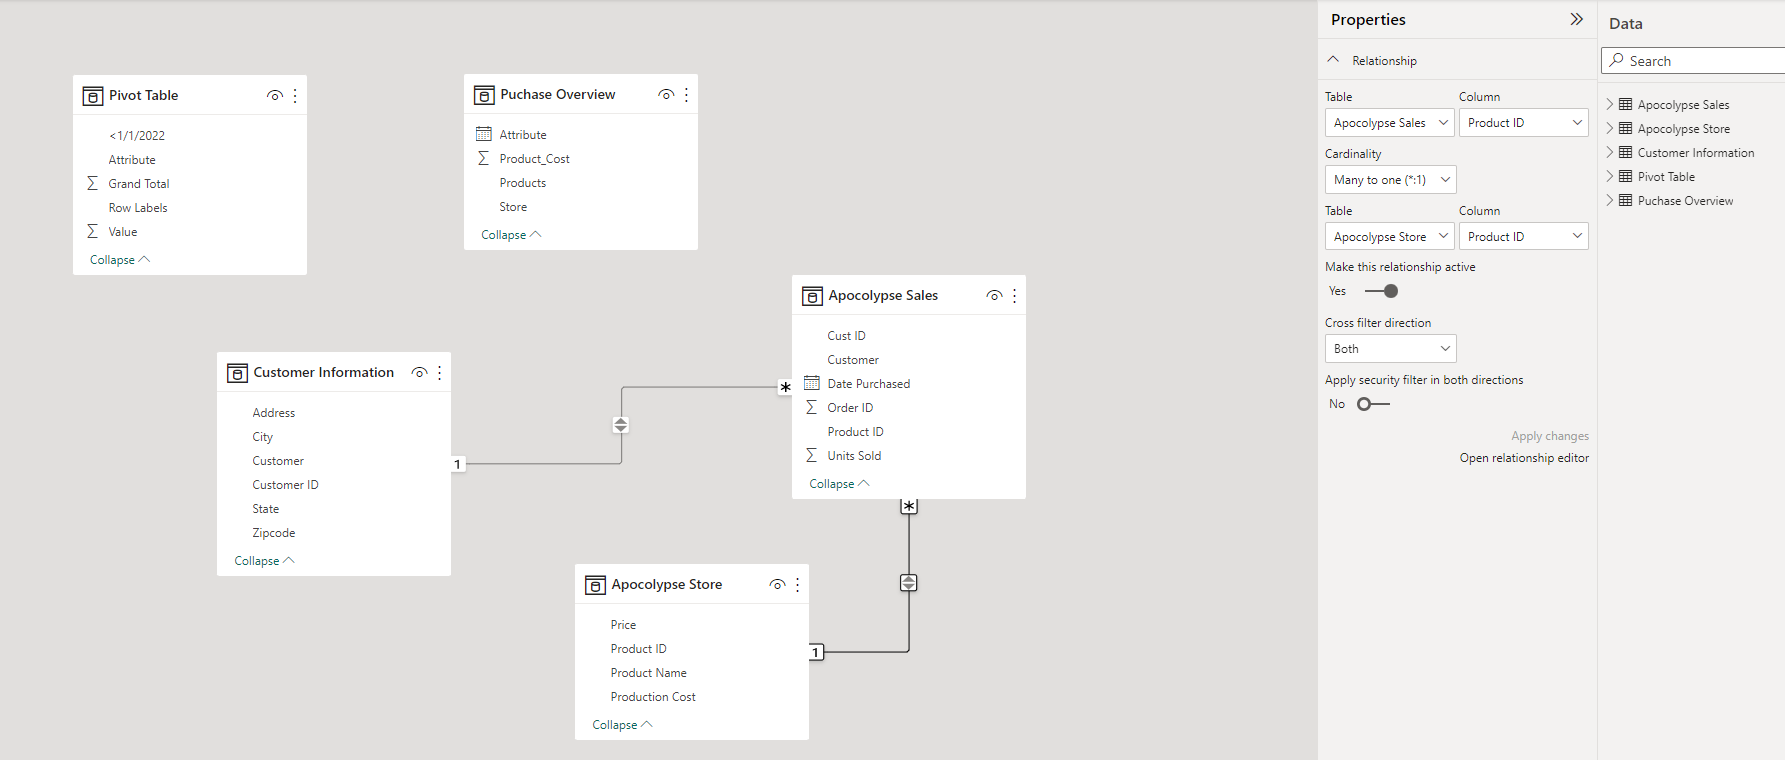 Pivot Table
<1/1/2022
Attribute
Grand Total
Row Labels
Value
Collapse
Puchase Overview
Attribute
Product_Cost
Products
Store
Collapse
Apocolypse Sales
Cust ID
Customer
Date Purchased
Order ID
Product ID
Units Sold
Collapse
*
Customer Information
Address
City
Customer
Customer ID
State
Zipcode
Collapse
1
*
Apocolypse Store
Price
Product ID
Product Name
Production Cost
Collapse
1
Properties
Relationship
Table Column
Apocolypse Sales Product ID
Cardinality
Many to one (*:1)
Table Column
Apocolypse Store Product ID
Make this relationship active
Yes
Cross filter direction
Both
Apply security filter in both directions
No
Apply changes
Open relationship editor
Data
Search
Apocolypse Sales
Apocolypse Store
Customer Information
Pivot Table
Puchase Overview